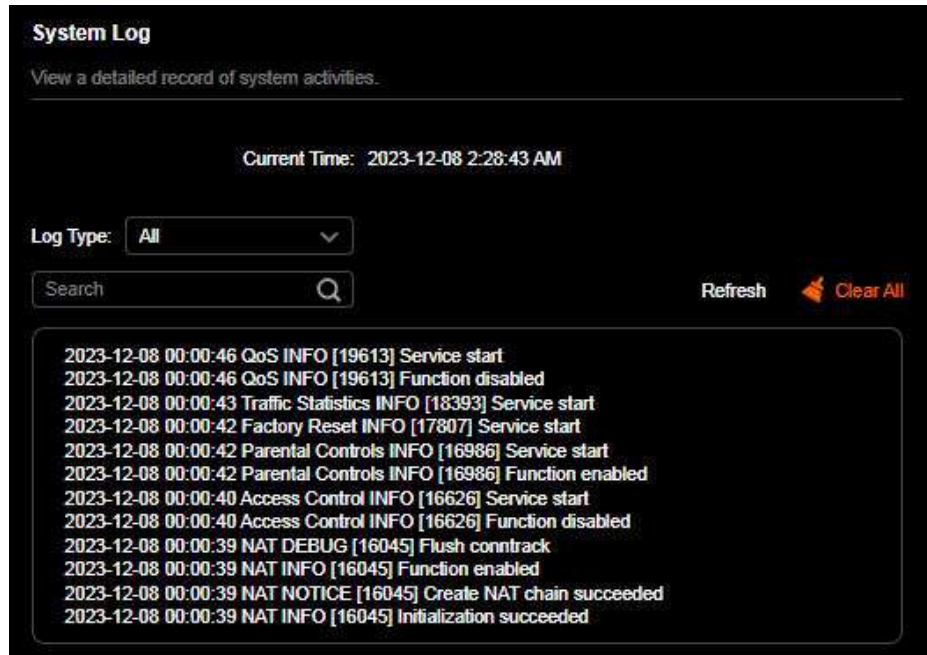 System Log
View a detailed record of system activities.
Current Time: 2023-12-08 2:28:43 AM
Log Type: All
Search
Refresh Clear All
2023-12-08 00:00:46 QoS INFO [19613] Service start
2023-12-08 00:00:46 QoS INFO [19613] Function disabled
2023-12-08 00:00:43 Traffic Statistics INFO [18393] Service start
2023-12-08 00:00:42 Factory Reset INFO [17807] Service start
2023-12-08 00:00:42 Parental Controls INFO [16986] Service start
2023-12-08 00:00:42 Parental Controls INFO [16986] Function enabled
2023-12-08 00:00:40 Access Control INFO [16626] Service start
2023-12-08 00:00:40 Access Control INFO [16626] Function disabled
2023-12-08 00:00:39 NAT DEBUG [16045] Flush conntrack
2023-12-08 00:00:39 NAT INFO [16045] Function enabled
2023-12-08 00:00:39 NAT NOTICE [16045] Create NAT chain succeeded
2023-12-08 00:00:39 NAT INFO [16045] Initialization succeeded